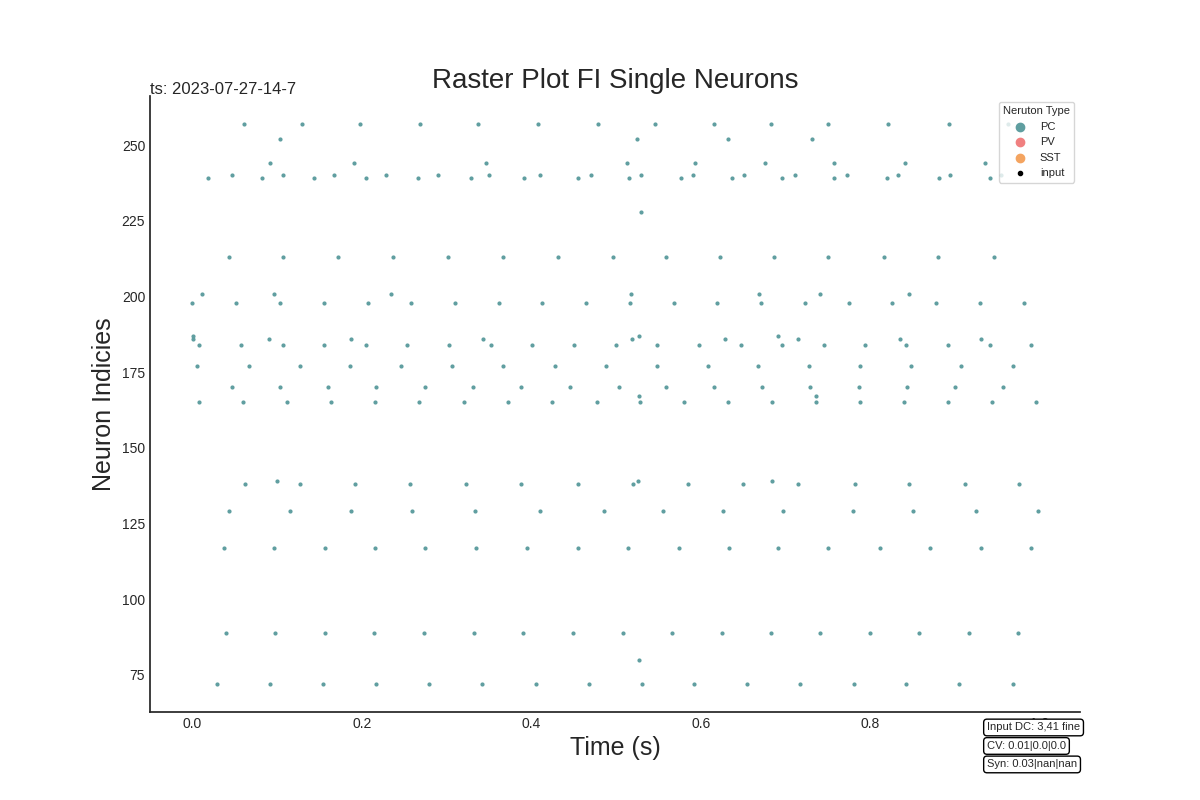 Raster Plot FI Single Neurons
ts: 2023-07-27-14-7
Neruton Type
PC
PV
SST
input
250
225
200
175
150
125
100
75
Neuron Indicies
0.0 0.2 0.4 0.6 0.8
Time (s)
Input DC: 3,41 fine
CV: 0.01|0.0|0.0
Syn: 0.03|nan|nan